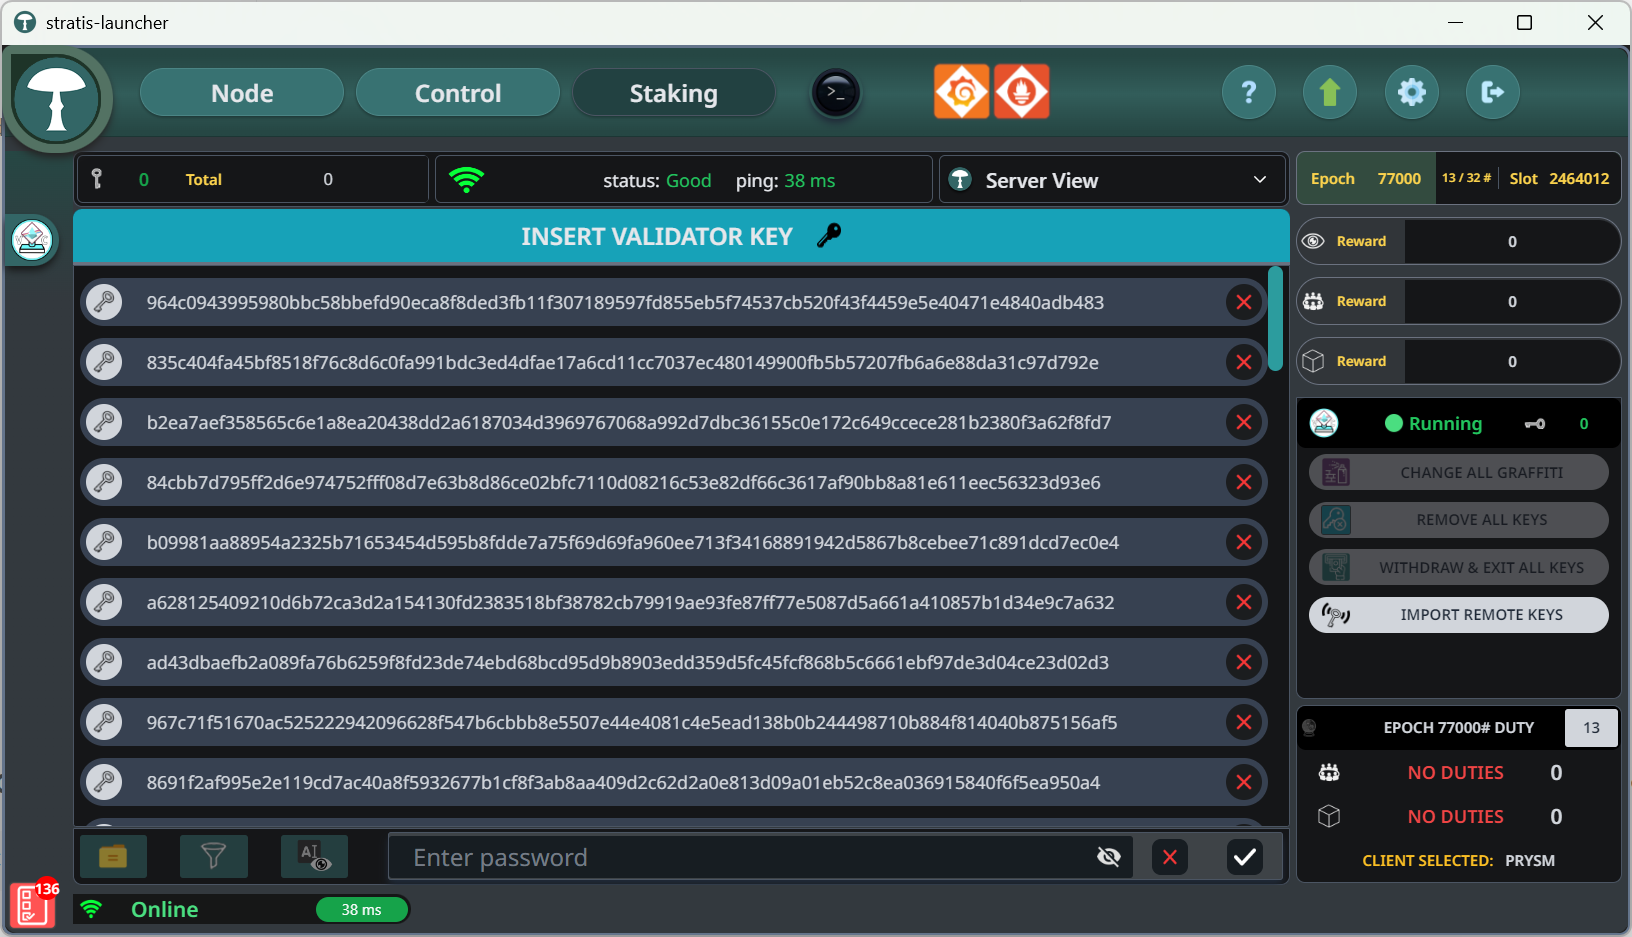 stratis-launcher
Node
Control
Staking
>_
?
0 Total 0
status: Good ping: 38 ms
Server View
Epoch 77000 13 / 32 # Slot 2464012
INSERT VALIDATOR KEY
964c0943995980bbc58bbefd90eca8f8ded3fb11f307189597fd855eb5f74537cb520f43f4459e5e40471e4840adb483
835c404fa45bf8518f76c8d6c0fa991bdc3ed4dfae17a6cd11cc7037ec480149900fb5b57207fb6a6e88da31c97d792e
b2ea7aef358565c6e1a8ea20438dd2a6187034d3969767068a992d7dbc36155c0e172c649ccece281b2380f3a62f8fd7
84cbb7d795ff2d6e974752fff08d7e63b8d86ce02bfc7110d08216c53e82df66c3617af90bb8a81e611eec56323d93e6
b09981aa88954a2325b71653454d595b8fdde7a75f69d69fa960ee713f34168891942d5867b8cebee71c891dcd7ec0e4
a628125409210d6b72ca3d2a154130fd2383518bf38782cb79919ae93fe87ff77e5087d5a661a410857b1d34e9c7a632
ad43dbaefb2a089fa76b6259f8fd23de74ebd68bcd95d9b8903edd359d5fc45fcf868b5c6661ebf97de3d04ce23d02d3
967c71f51670ac525222942096628f547b6cbbb8e5507e44e4081c4e5ead138b0b244498710b884f814040b875156af5
8691f2af995e2e119cd7ac40a8f5932677b1cf8f3ab8aa409d2c62d2a0e813d09a01eb52c8ea036915840f6f5ea950a4
Enter password
Reward 0
Reward 0
Reward 0
Running 0
CHANGE ALL GRAFFITI
REMOVE ALL KEYS
WITHDRAW & EXIT ALL KEYS
IMPORT REMOTE KEYS
EPOCH 77000# DUTY 13
NO DUTIES 0
NO DUTIES 0
CLIENT SELECTED: PRYSM
136
Online
38 ms